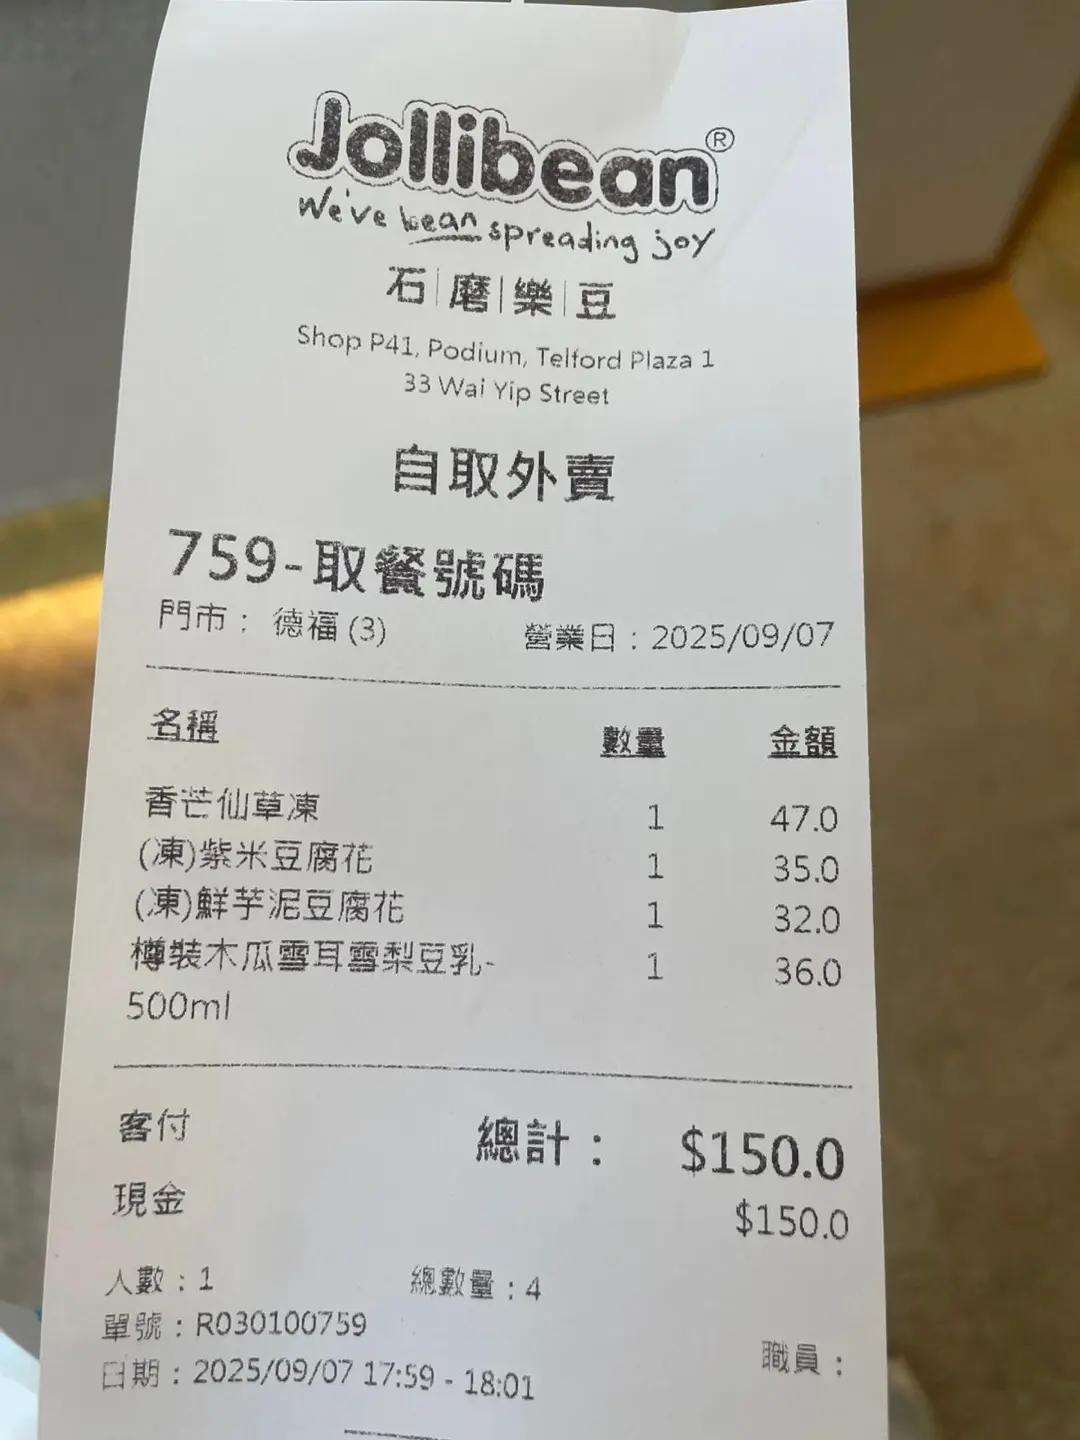 Jollibean®
We've bean spreading joy
石|磨|樂|豆
Shop P41, Podium, Telford Plaza 1
33 Wai Yip Street
自取外賣
759-取餐號碼
門市： 德福 (3) 營業日：2025/09/07
名稱 數量 金額
香芒仙草凍 1 47.0
(凍)紫米豆腐花 1 35.0
(凍)鮮芋泥豆腐花 1 32.0
樽裝木瓜雪耳雪梨豆乳- 1 36.0
500ml
客付 總計： $150.0
現金 $150.0
人數：1 總數量：4
單號：R030100759
職員：
日期：2025/09/07 17:59 - 18:01